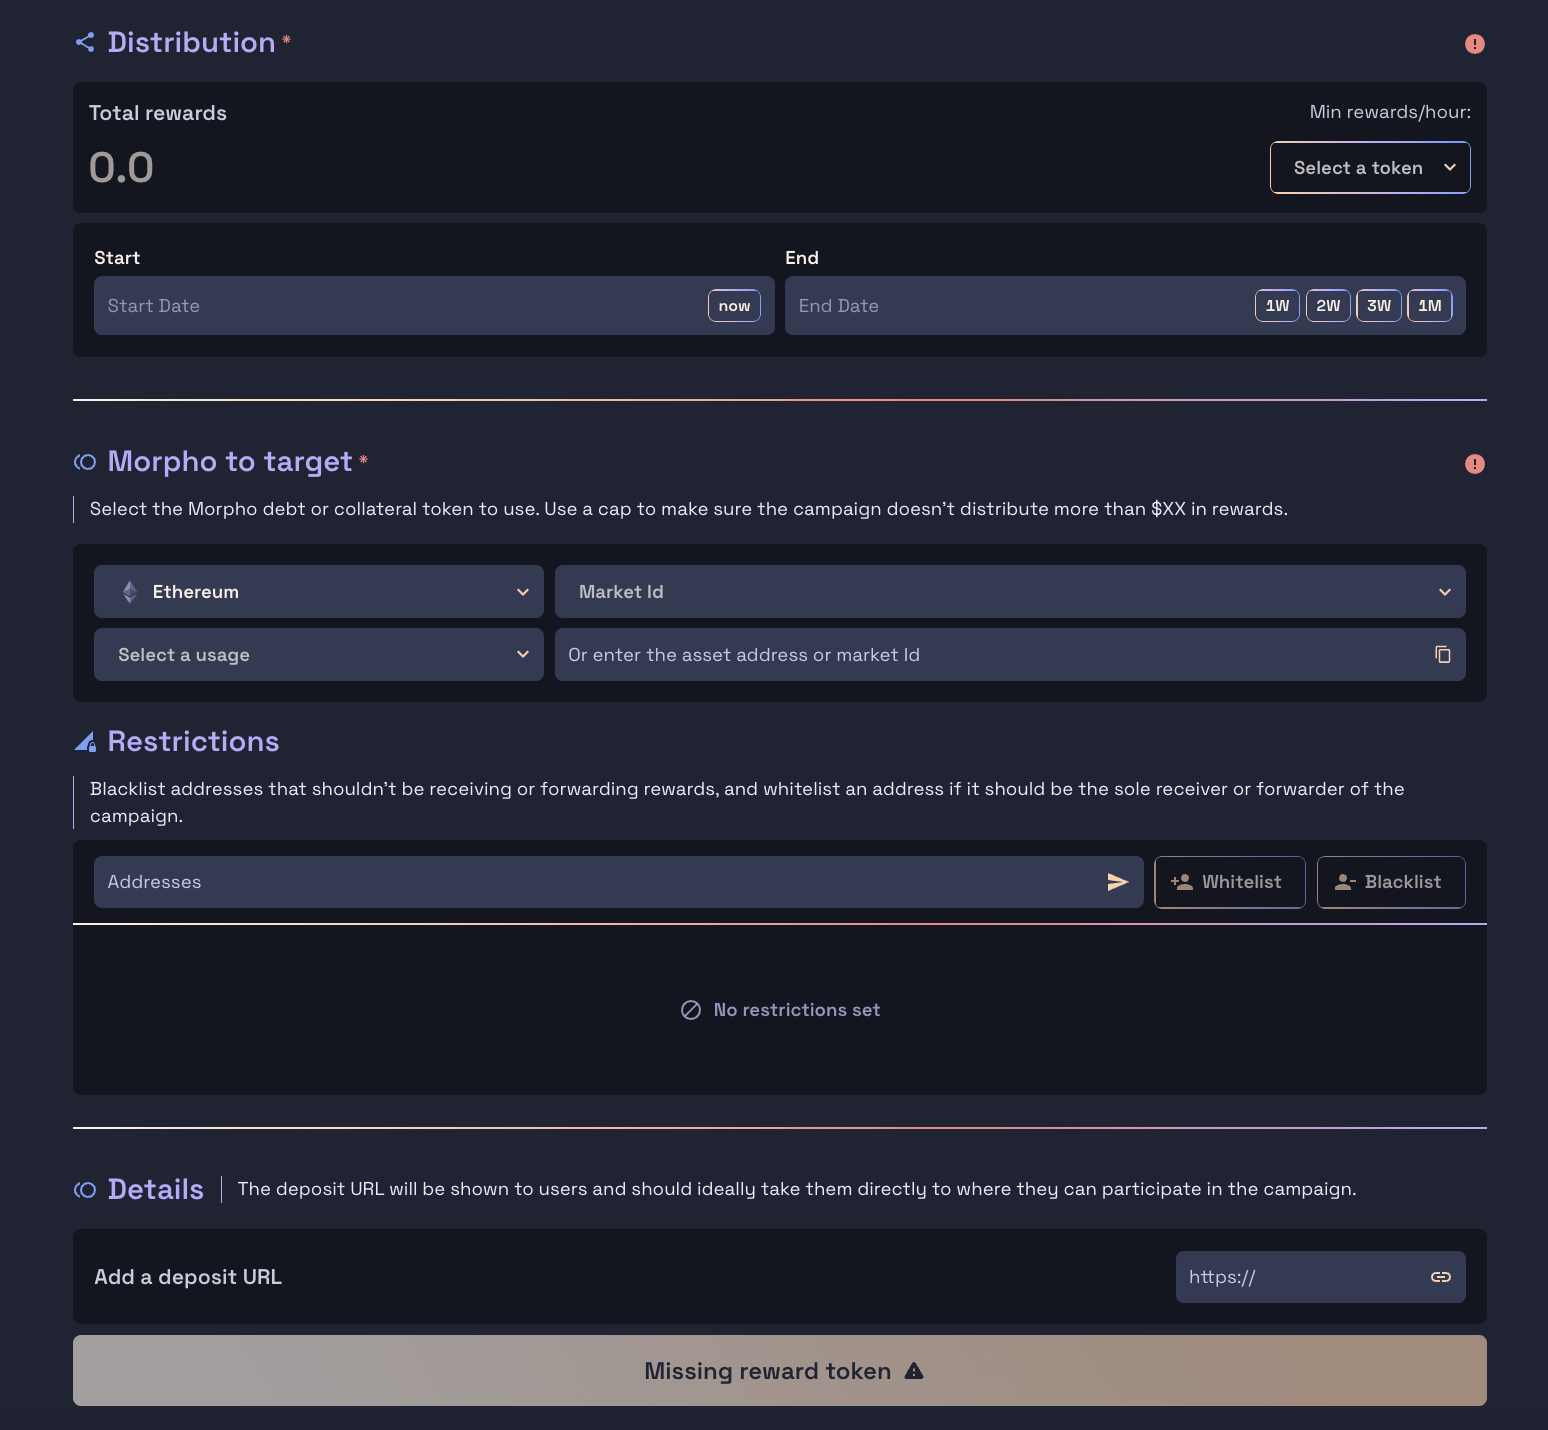 Distribution *
Total rewards
Min rewards/hour:
0.0
Select a token
Start
End
Start Date
now
End Date
1W
2W
3W
1M
Morpho to target *
Select the Morpho debt or collateral token to use. Use a cap to make sure the campaign doesn't distribute more than $XX in rewards.
Ethereum
Market Id
Select a usage
Or enter the asset address or market Id
Restrictions
Blacklist addresses that shouldn't be receiving or forwarding rewards, and whitelist an address if it should be the sole receiver or forwarder of the
campaign.
Addresses
Whitelist
Blacklist
No restrictions set
Details
The deposit URL will be shown to users and should ideally take them directly to where they can participate in the campaign.
Add a deposit URL
https://
Missing reward token